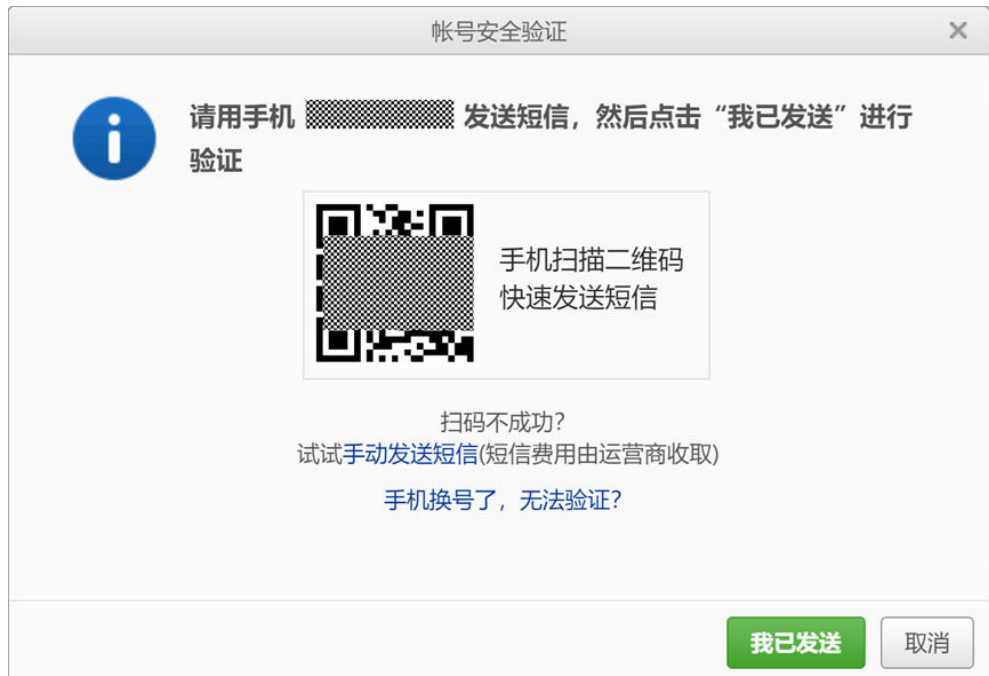 帐号安全验证
请用手机 发送短信，然后点击“我已发送”进行
验证
手机扫描二维码
快速发送短信
扫码不成功？
试试手动发送短信(短信费用由运营商收取)
手机换号了，无法验证？
我已发送 取消